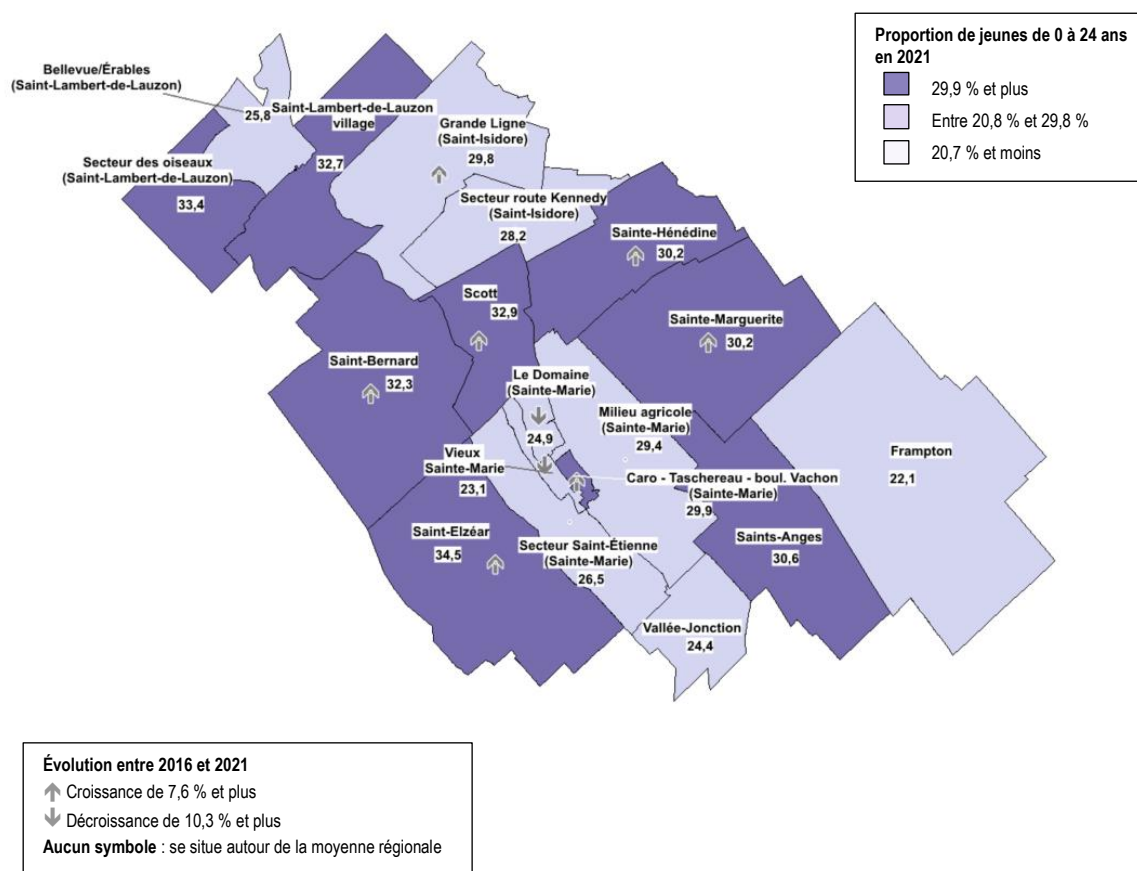 Proportion de jeunes de 0 à 24 ans
en 2021
29,9 % et plus
Entre 20,8 % et 29,8 %
20,7 % et moins
Bellevue/Érables
(Saint-Lambert-de-Lauzon)
25,8
Saint-Lambert-de-Lauzon
village
32,7
Grande Ligne
(Saint-Isidore)
29,8
Secteur des oiseaux
(Saint-Lambert-de-Lauzon)
33,4
Secteur route Kennedy
(Saint-Isidore)
28,2
Sainte-Hénédine
30,2
Scott
32,9
Sainte-Marguerite
30,2
Saint-Bernard
32,3
Le Domaine
(Sainte-Marie)
24,9
Milieu agricole
(Sainte-Marie)
29,4
Frampton
22,1
Vieux
Sainte-Marie
23,1
Caro - Taschereau - boul. Vachon
(Sainte-Marie)
29,9
Saint-Elzéar
34,5
Secteur Saint-Étienne
(Sainte-Marie)
26,5
Saints-Anges
30,6
Vallée-Jonction
24,4
Évolution entre 2016 et 2021
Croissance de 7,6 % et plus
Décroissance de 10,3 % et plus
Aucun symbole : se situe autour de la moyenne régionale